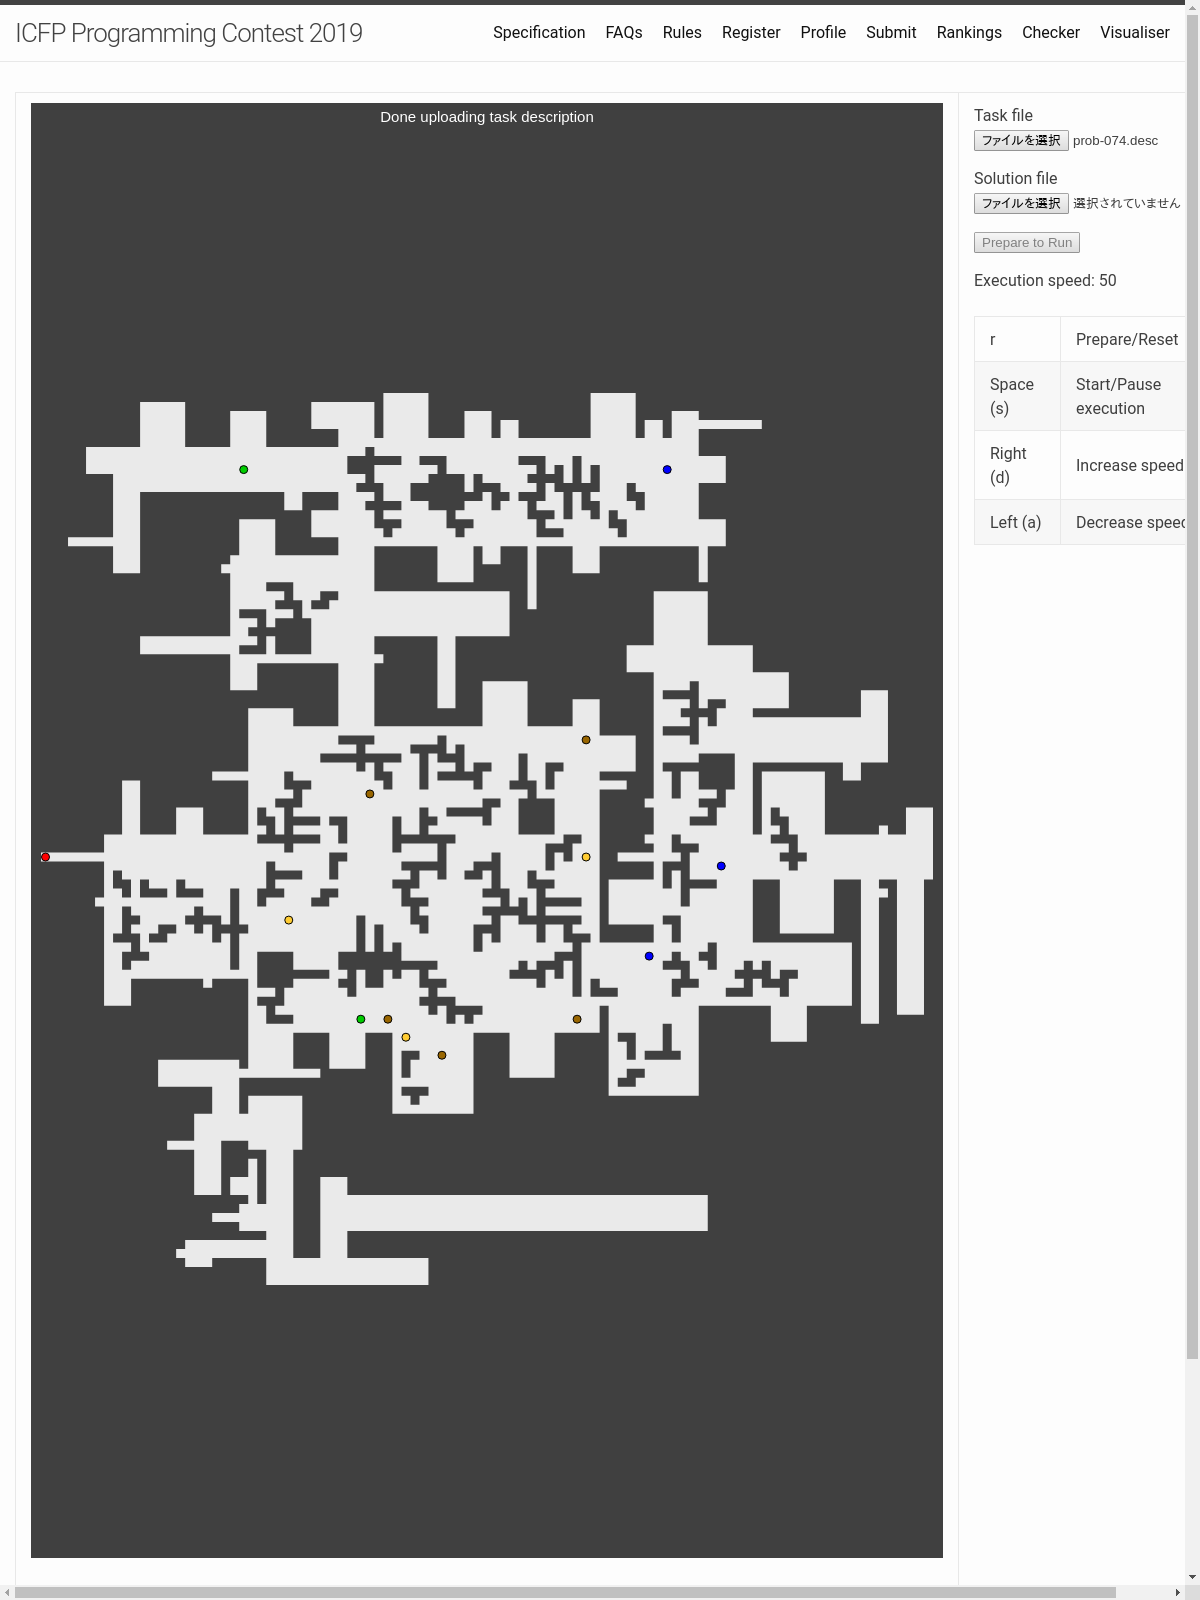 ICFP Programming Contest 2019
Specification FAQs Rules Register Profile Submit Rankings Checker Visualiser
Done uploading task description
Task file
ファイルを選択 prob-074.desc
Solution file
ファイルを選択 選択されていません
Prepare to Run
Execution speed: 50
r Prepare/Reset
Space (s) Start/Pause execution
Right (d) Increase speed
Left (a) Decrease speed